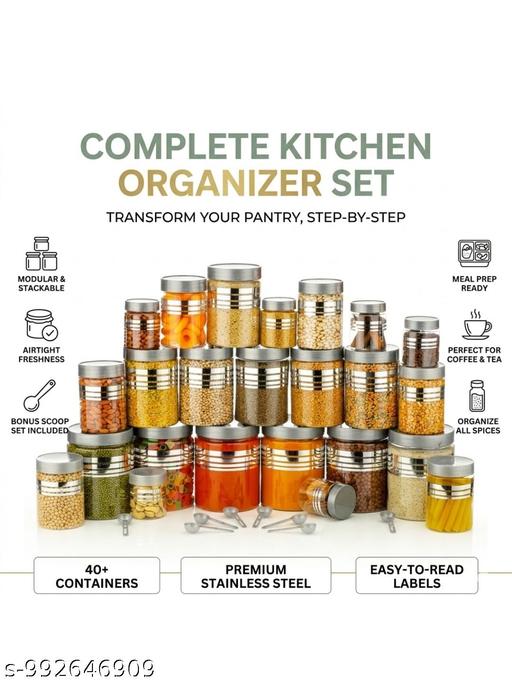 COMPLETE KITCHEN
ORGANIZER SET
TRANSFORM YOUR PANTRY, STEP-BY-STEP
MODULAR &
STACKABLE
AIRTIGHT
FRESHNESS
BONUS SCOOP
SET INCLUDED
MEAL PREP
READY
PERFECT FOR
COFFEE & TEA
ORGANIZE
ALL SPICES
40+
CONTAINERS
PREMIUM
STAINLESS STEEL
EASY-TO-READ
LABELS
s-992646909